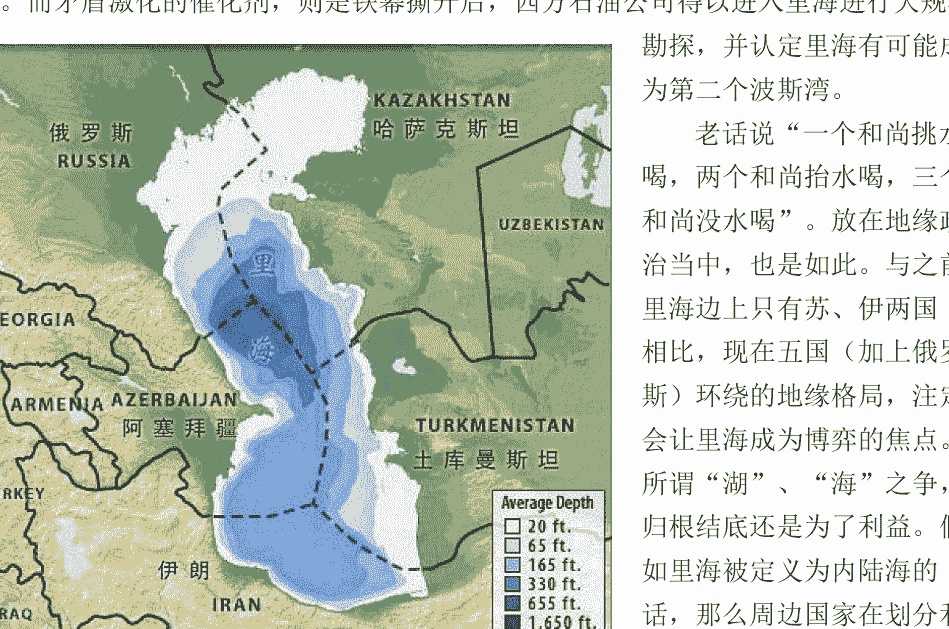 。而矛盾激化的催化剂，则是铁幕撕开后，西方石油公司得以进入里海进行大规
勘探，并认定里海有可能成
为第二个波斯湾。
老话说“一个和尚挑水
喝，两个和尚抬水喝，三个
和尚没水喝”。放在地缘政
治当中，也是如此。与之前
里海边上只有苏、伊两国
相比，现在五国（加上俄罗
斯）环绕的地缘格局，注定
会让里海成为博弈的焦点。
所谓“湖”、“海”之争，
归根结底还是为了利益。假
如里海被定义为内陆海的
话，那么周边国家在划分和
KAZAKHSTAN
哈萨克斯坦
俄罗斯
RUSSIA
UZBEKISTAN
里
海
EORGIA
ARMENIA
AZERBAIJAN
阿塞拜疆
TURKMENISTAN
土库曼斯坦
RKEY
伊朗
IRAN
RAQ
Average Depth
20 ft.
65 ft.
165 ft.
330 ft.
655 ft.
1,650 ft.